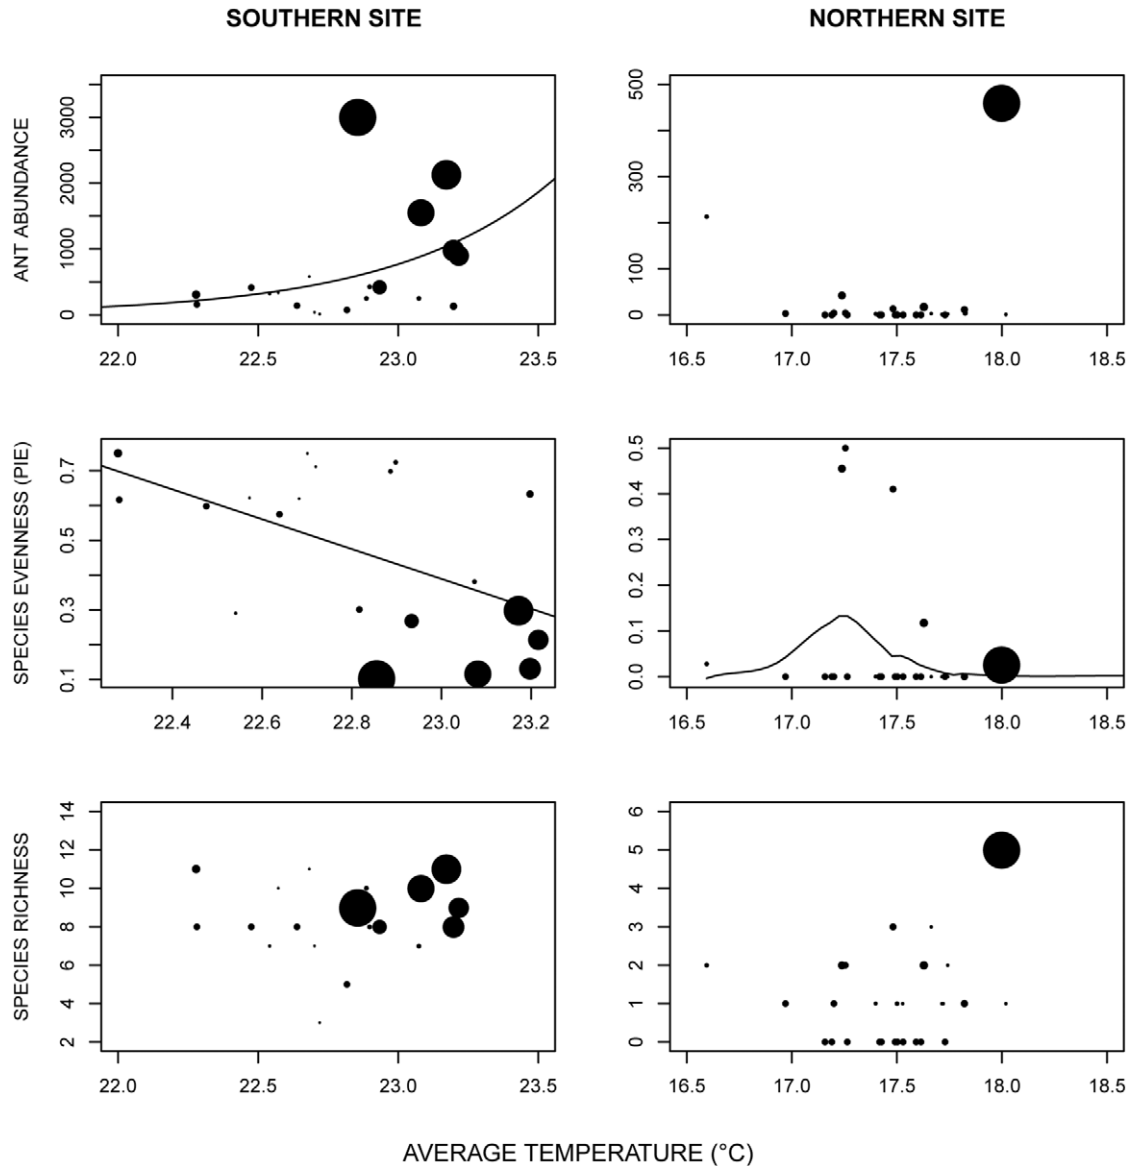 SOUTHERN SITE
NORTHERN SITE
ANT ABUNDANCE
3000
2000
1000
0
22.0 22.5 23.0 23.5
500
300
100
0
16.5 17.0 17.5 18.0 18.5
SPECIES EVENNESS (PIE)
0.7
0.5
0.3
0.1
22.4 22.6 22.8 23.0 23.2
0.5
0.4
0.3
0.2
0.1
0.0
16.5 17.0 17.5 18.0 18.5
SPECIES RICHNESS
14
12
10
8
6
4
2
22.0 22.5 23.0 23.5
6
5
4
3
2
1
0
16.5 17.0 17.5 18.0 18.5
AVERAGE TEMPERATURE (°C)